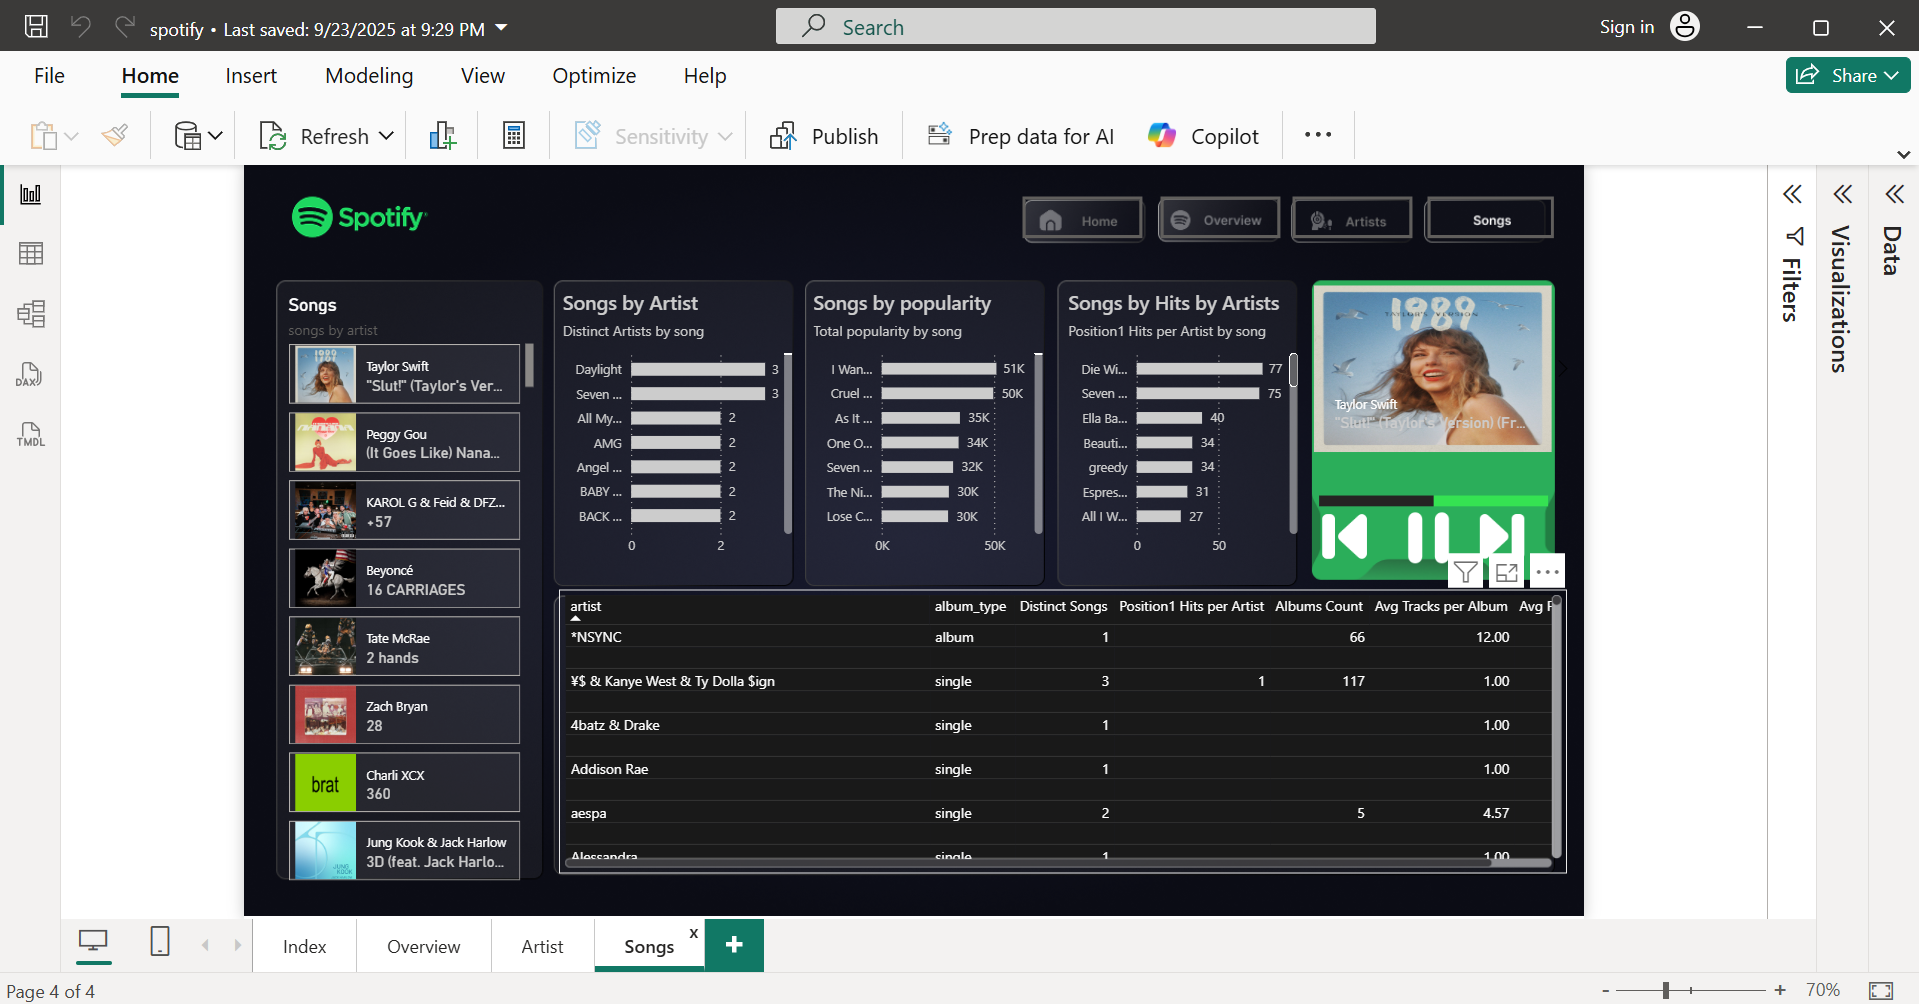 spotify • Last saved: 9/23/2025 at 9:29 PM
Search
Sign in
File
Home
Insert
Modeling
View
Optimize
Help
Share
Refresh
Sensitivity
Publish
Prep data for AI
Copilot
DAX
TMDL
Spotify
Home
Overview
Artists
Songs
Songs
songs by artist
Taylor Swift
"Slut!" (Taylor's Ver...
Peggy Gou
(It Goes Like) Nana...
KAROL G & Feid & DFZ...
+57
Beyoncé
16 CARRIAGES
Tate McRae
2 hands
Zach Bryan
28
brat
Charli XCX
360
Jung Kook & Jack Harlow
3D (feat. Jack Harlo...
Songs by Artist
Distinct Artists by song
Daylight 3
Seven ... 3
All My... 2
AMG 2
Angel ... 2
BABY ... 2
BACK ... 2
0 2
Songs by popularity
Total popularity by song
I Wan... 51K
Cruel ... 50K
As It ... 35K
One O... 34K
Seven ... 32K
The Ni... 30K
Lose C... 30K
0K 50K
Songs by Hits by Artists
Position1 Hits per Artist by song
Die Wi... 77
Seven ... 75
Ella Ba... 40
Beauti... 34
greedy 34
Espres... 31
All I W... 27
0 50
1989
TAYLOR'S VERSION
Taylor Swift
"Slut!" (Taylor's Version) (Fr...
artist album_type Distinct Songs Position1 Hits per Artist Albums Count Avg Tracks per Album Avg
*NSYNC album 1 66 12.00
¥$ & Kanye West & Ty Dolla $ign single 3 1 117 1.00
4batz & Drake single 1 1.00
Addison Rae single 1 1.00
aespa single 2 5 4.57
Alessandra single 1 1.00
Filters
Visualizations
Data
Index
Overview
Artist
Songs
x
+
Page 4 of 4
- + 70%